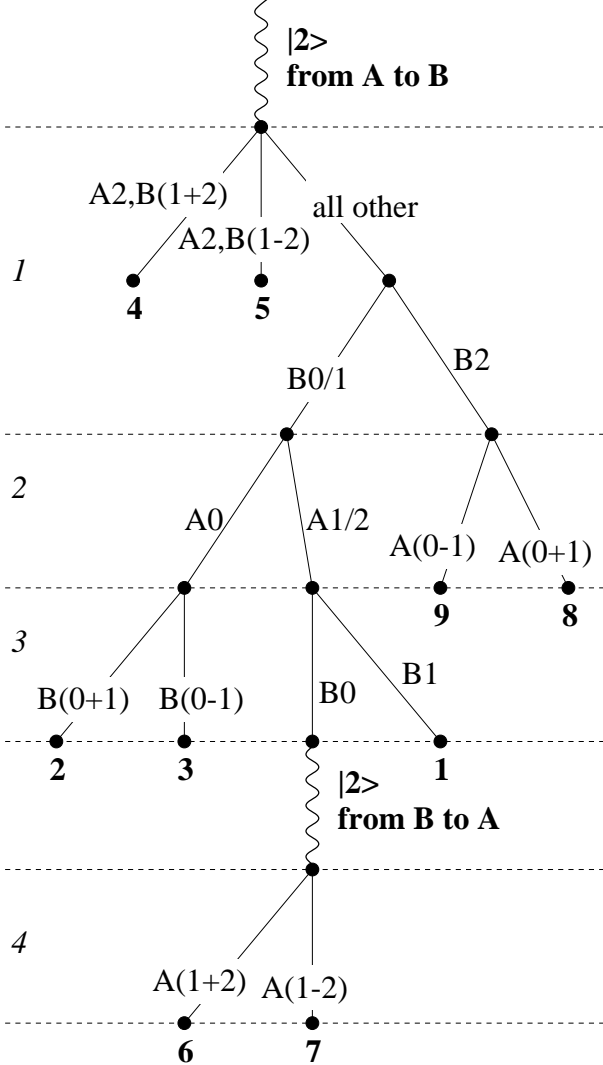 |2>
from A to B
A2,B(1+2)
all other
A2,B(1-2)
1
4
5
B0/1
B2
2
A0
A1/2
A(0-1)
A(0+1)
9
8
3
B(0+1)
B(0-1)
B0
B1
2
3
1
|2>
from B to A
4
A(1+2)
A(1-2)
6
7